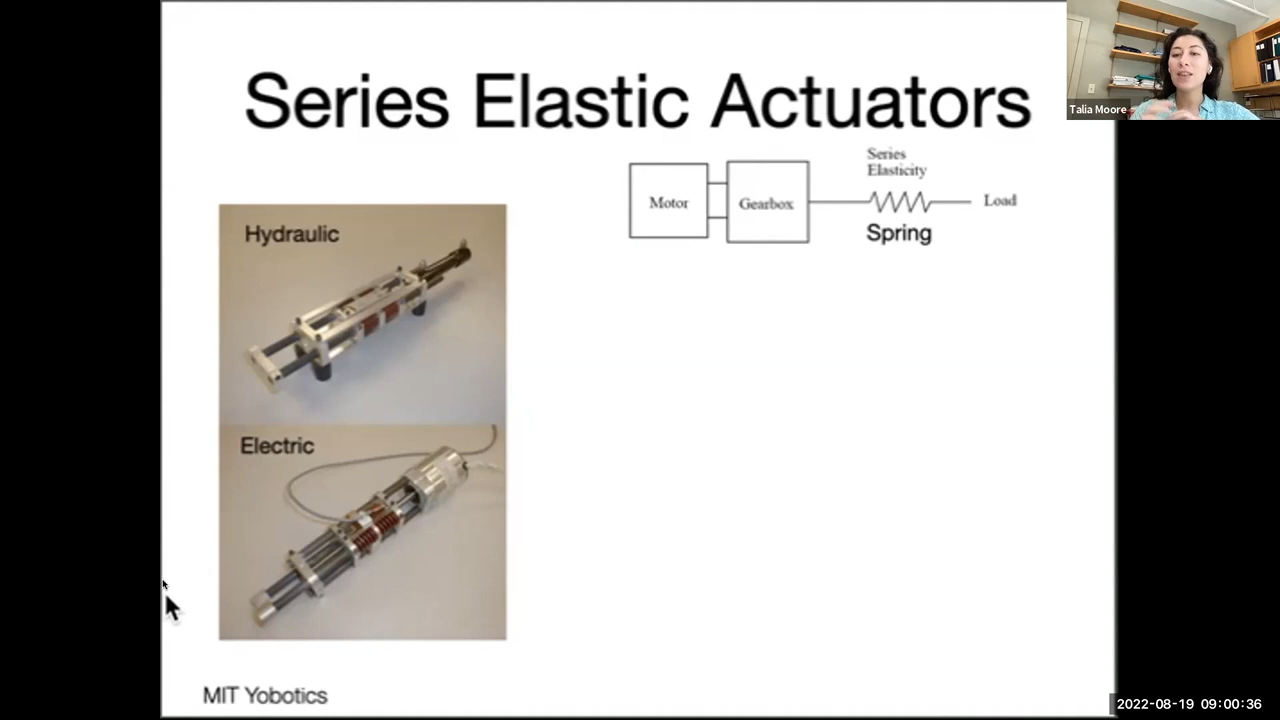 Series Elastic Actuators
Talia Moore
Series
Elasticity
Motor
Gearbox
Load
Spring
Hydraulic
Electric
MIT Yobotics
2022-08-19 09:00:36